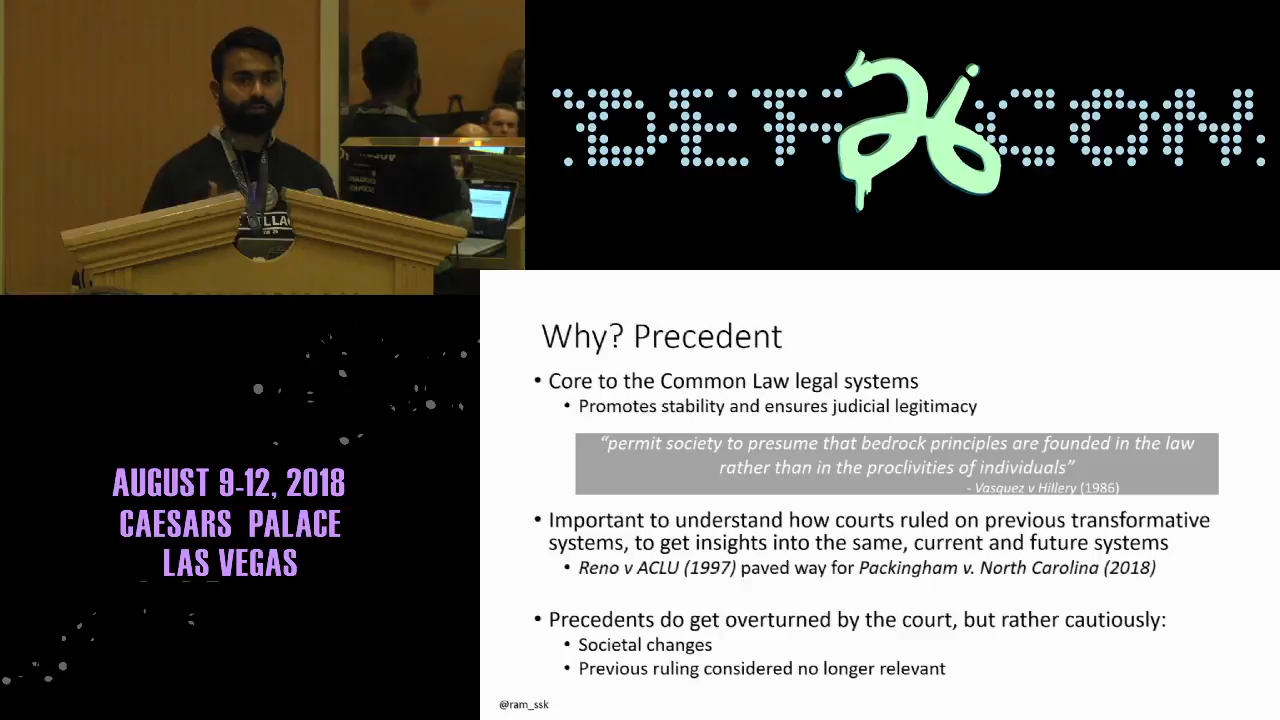 DEF 26 CON
Why? Precedent
• Core to the Common Law legal systems
• Promotes stability and ensures judicial legitimacy
“permit society to presume that bedrock principles are founded in the law
rather than in the proclivities of individuals”
- Vasquez v Hillery (1986)
• Important to understand how courts ruled on previous transformative
systems, to get insights into the same, current and future systems
• Reno v ACLU (1997) paved way for Packingham v. North Carolina (2018)
• Precedents do get overturned by the court, but rather cautiously:
• Societal changes
• Previous ruling considered no longer relevant
@ram_ssk
AUGUST 9-12, 2018
CAESARS PALACE
LAS VEGAS